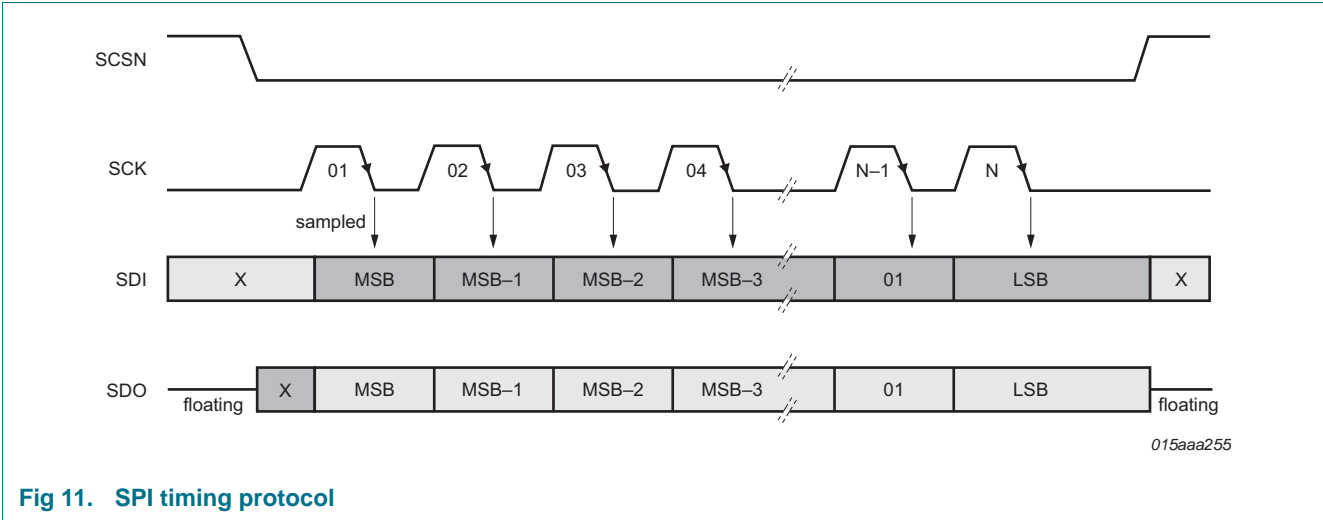 SCSN
SCK 01 02 03 04 N–1 N
sampled
SDI X MSB MSB–1 MSB–2 MSB–3 01 LSB X
SDO X MSB MSB–1 MSB–2 MSB–3 01 LSB
floating floating
015aaa255
Fig 11. SPI timing protocol